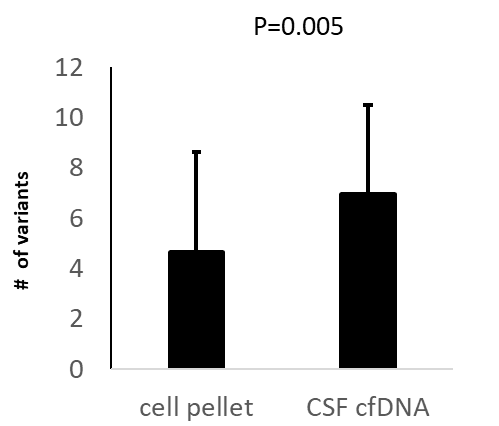 P=0.005
12
10
8
6
4
2
0
# of variants
cell pellet
CSF cfDNA